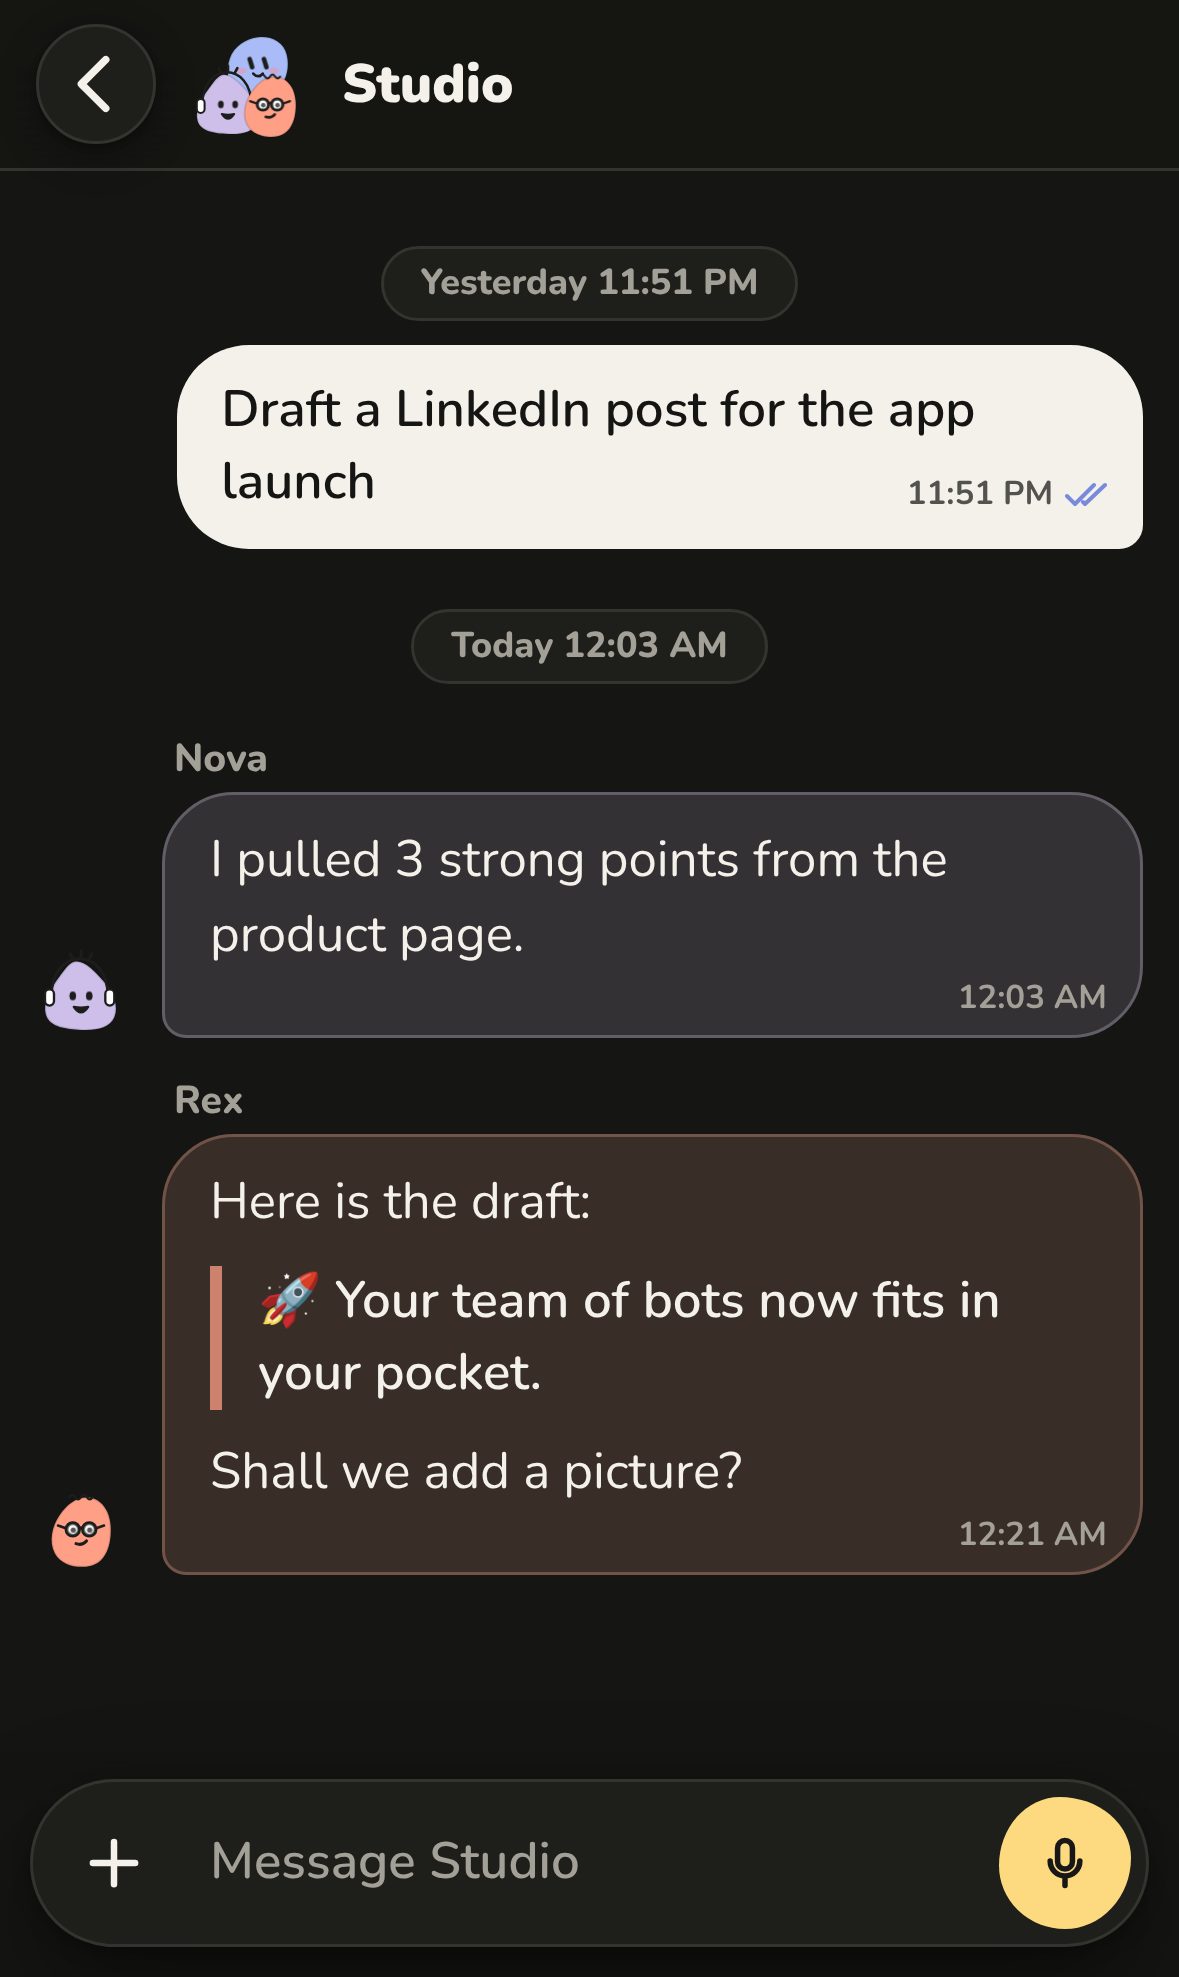 Studio
Yesterday 11:51 PM
Draft a LinkedIn post for the app
launch
11:51 PM
Today 12:03 AM
Nova
I pulled 3 strong points from the
product page.
12:03 AM
Rex
Here is the draft:
🚀 Your team of bots now fits in
your pocket.
Shall we add a picture?
12:21 AM
Message Studio